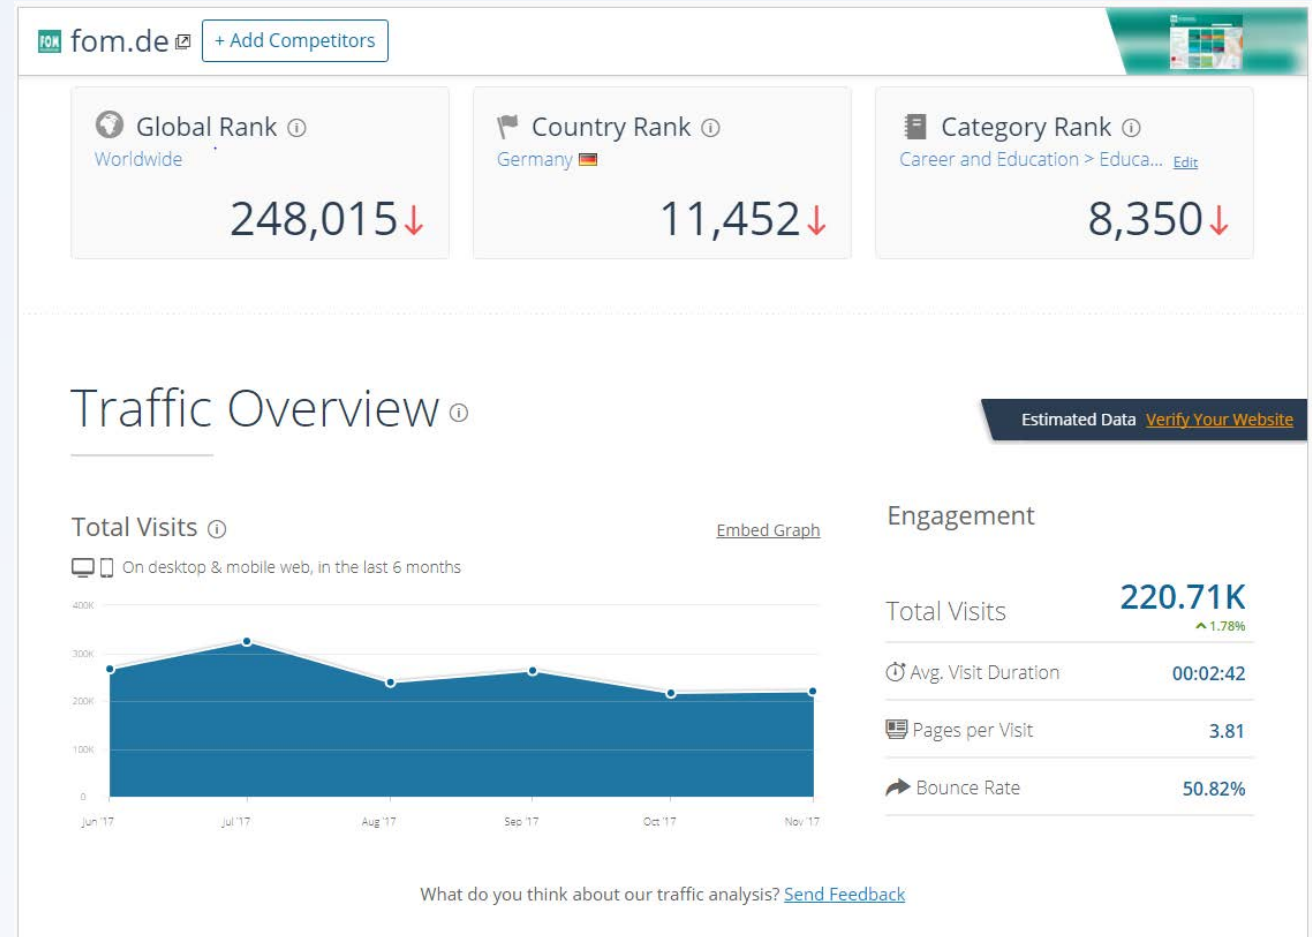 FOM fom.de + Add Competitors
Global Rank
Worldwide
248,015↓
Country Rank
Germany
11,452↓
Category Rank
Career and Education > Educa... Edit
8,350↓
Traffic Overview
Estimated Data Verify Your Website
Total Visits
Embed Graph
On desktop & mobile web, in the last 6 months
400K
300K
200K
100K
0
Jun '17 Jul '17 Aug '17 Sep '17 Oct '17 Nov '17
Engagement
Total Visits 220.71K
1.78%
Avg. Visit Duration 00:02:42
Pages per Visit 3.81
Bounce Rate 50.82%
What do you think about our traffic analysis? Send Feedback